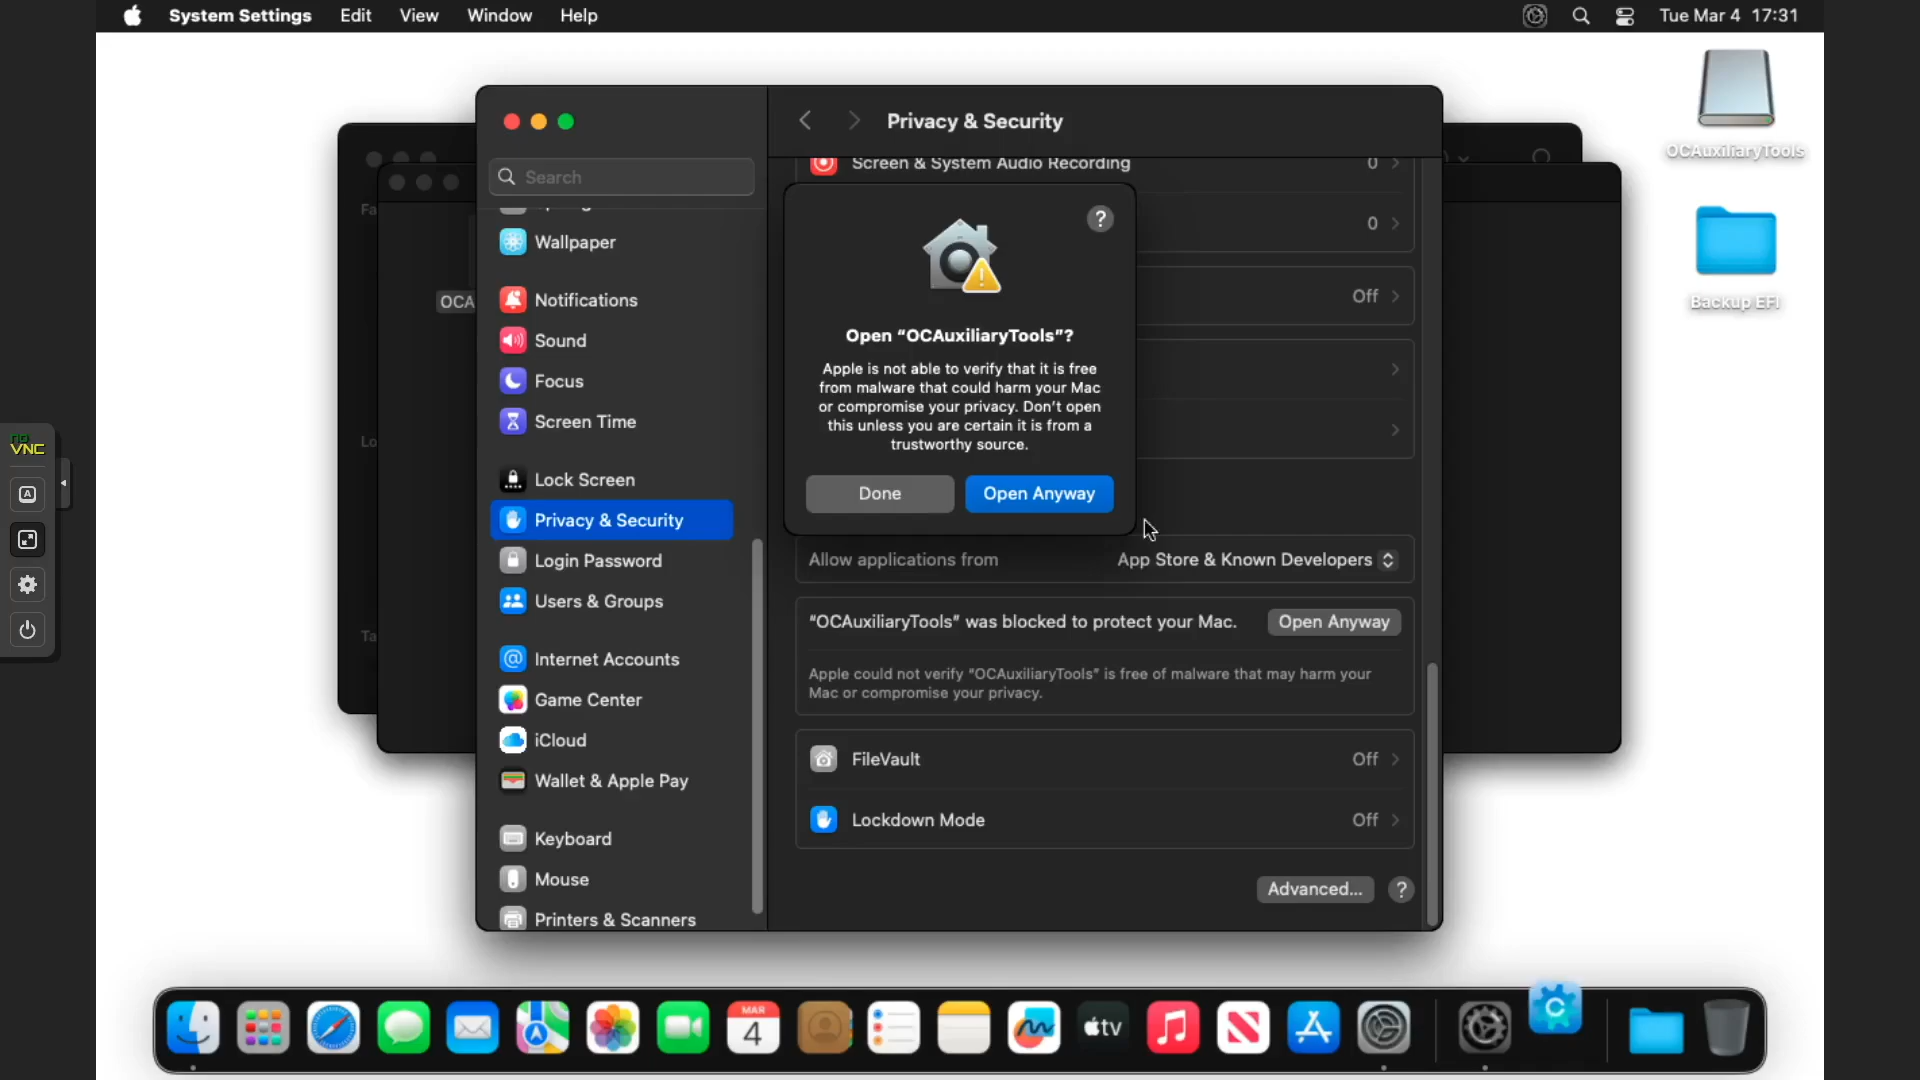 System Settings Edit View Window Help
Tue Mar 4 17:31
OCAuxiliaryTools
Backup EFI
no
VNC
A
Fa
OCA
Lo
Ta
Search
Wallpaper
Notifications
Sound
Focus
Screen Time
Lock Screen
Privacy & Security
Login Password
Users & Groups
Internet Accounts
Game Center
iCloud
Wallet & Apple Pay
Keyboard
Mouse
Printers & Scanners
Privacy & Security
Screen & System Audio Recording 0
0
Off
?
Open “OCAuxiliaryTools”?
Apple is not able to verify that it is free
from malware that could harm your Mac
or compromise your privacy. Don’t open
this unless you are certain it is from a
trustworthy source.
Done Open Anyway
Allow applications from App Store & Known Developers
“OCAuxiliaryTools” was blocked to protect your Mac. Open Anyway
Apple could not verify “OCAuxiliaryTools” is free of malware that may harm your
Mac or compromise your privacy.
FileVault Off
Lockdown Mode Off
Advanced... ?
MAR
4
tv
C